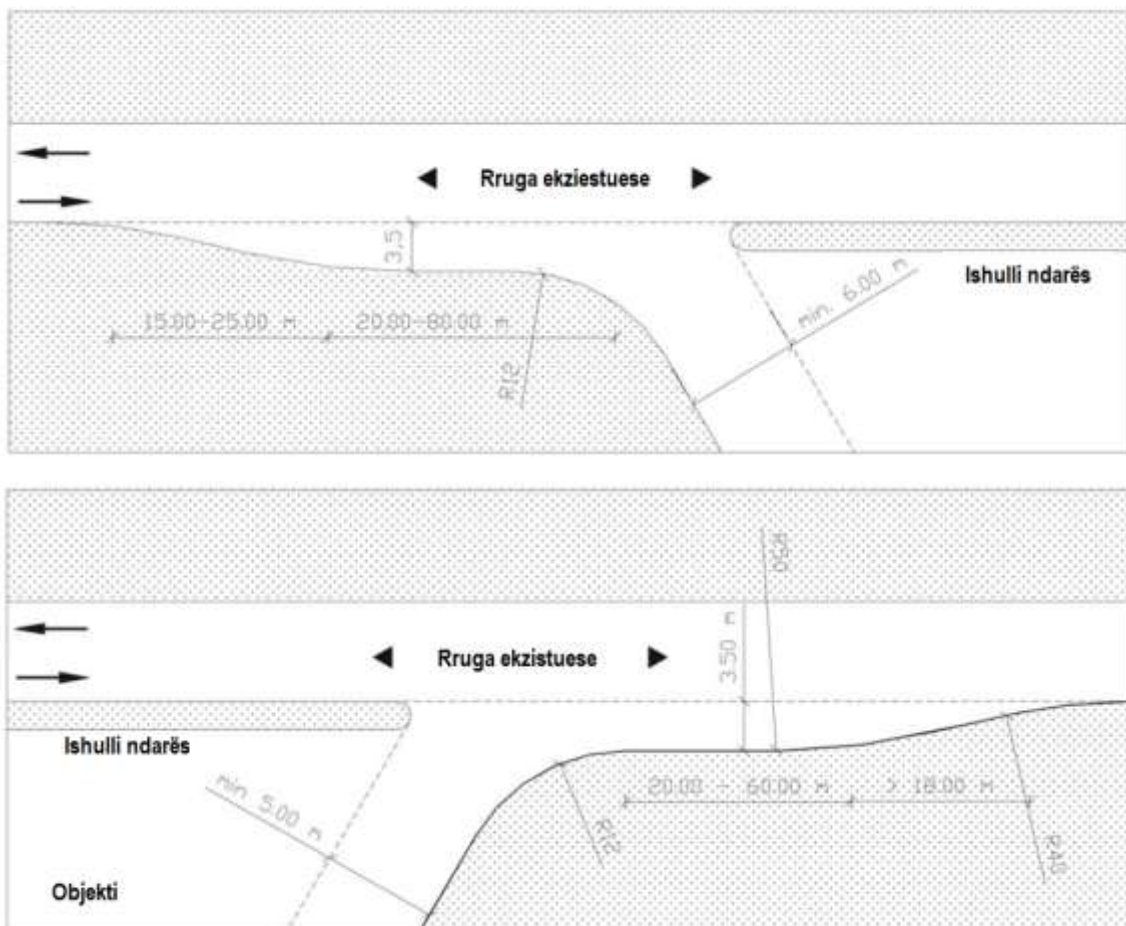 Rruga ekziestuese
3,5
Ishulli ndarës
min. 6.00 m
15.00-25.00 m
20.00-80.00 m
R12
R50
3.50 m
Rruga ekzistuese
Ishulli ndarës
min 5.00 m
20.00 - 60.00 m
> 18.00 m
R12
R40
Objekti